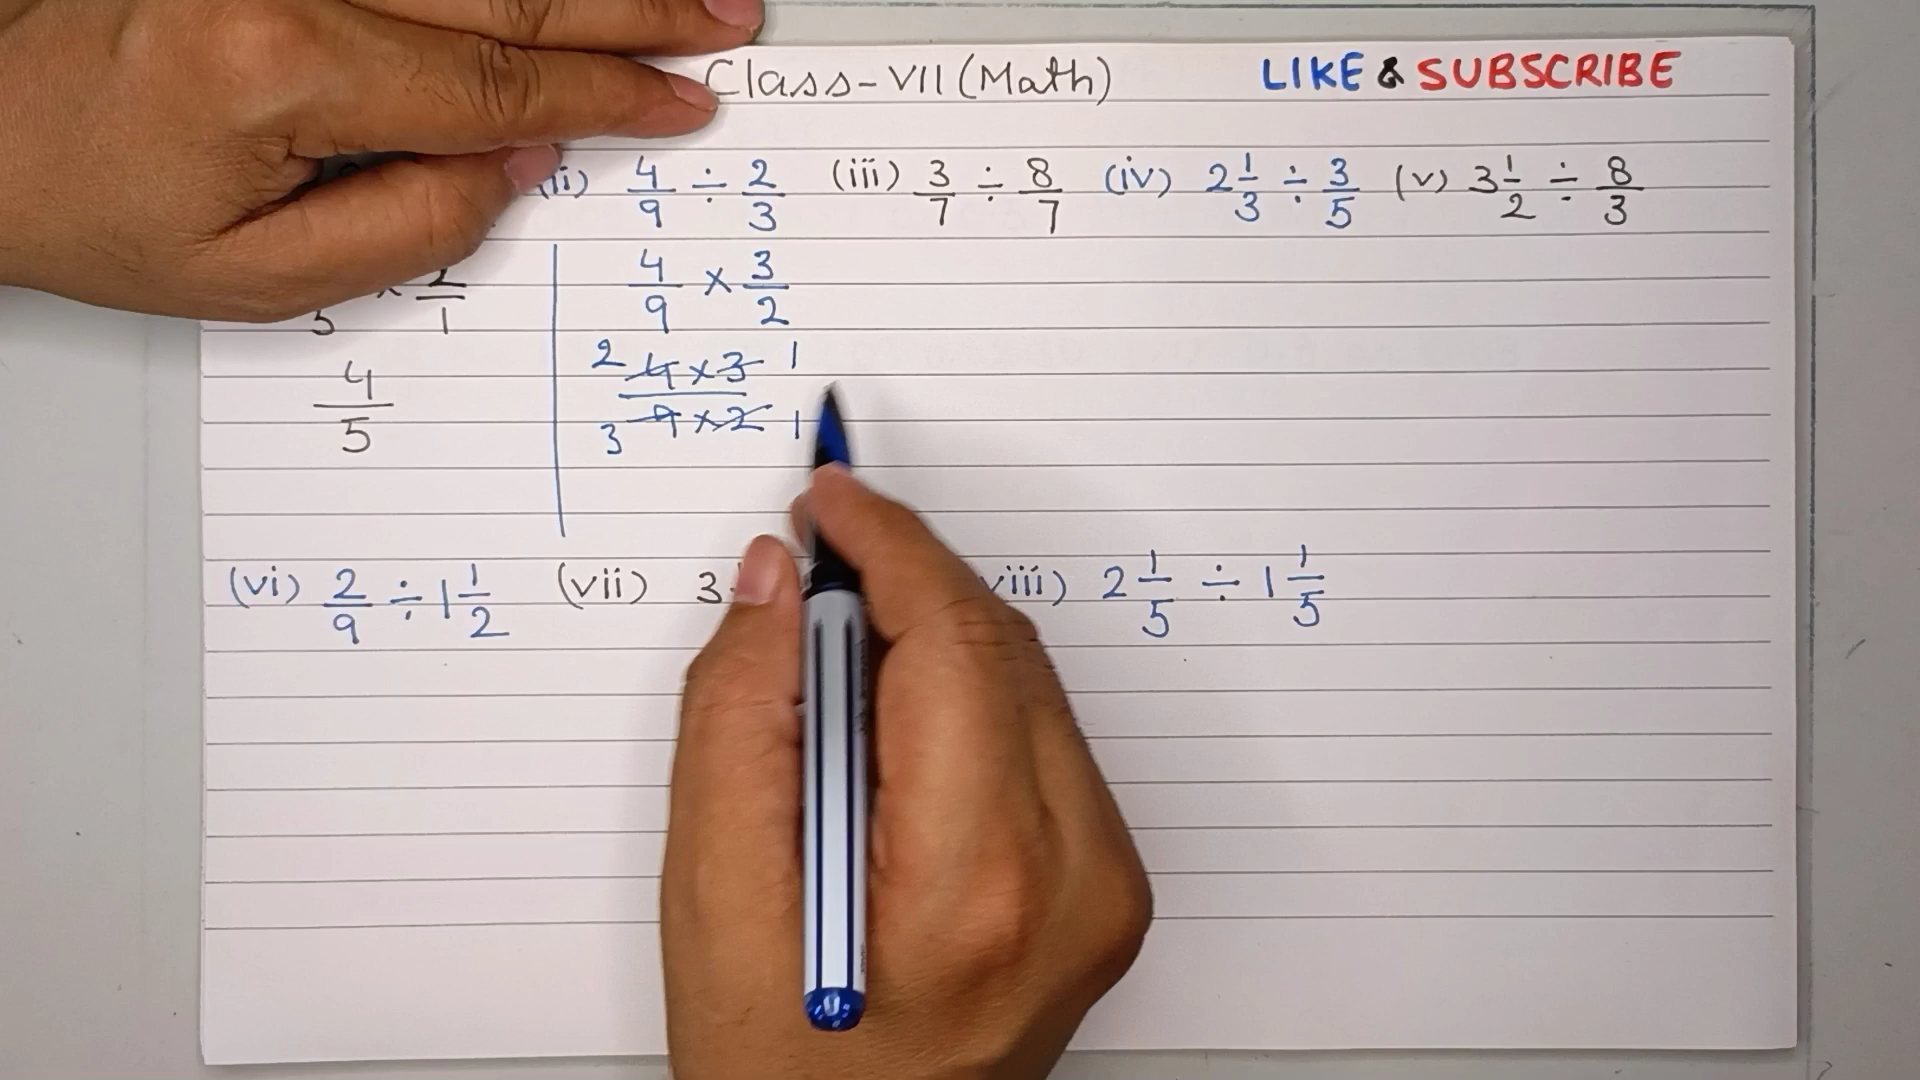 Class-VII (Math) LIKE & SUBSCRIBE
(ii) 4/9 ÷ 2/3 (iii) 3/7 ÷ 8/7 (iv) 2 1/3 ÷ 3/5 (v) 3 1/2 ÷ 8/3
5 × 2/1
4/9 × 3/2
4/5
2 4×3 1
3 9×2 1
(vi) 2/9 ÷ 1 1/2 (vii) 3 viii) 2 1/5 ÷ 1 1/5